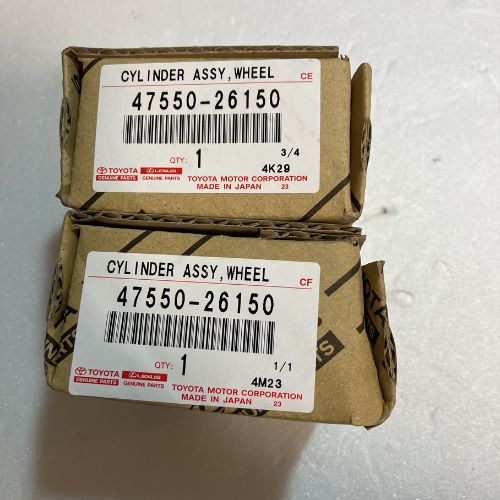 CYLINDER ASSY,WHEEL CE
47550-26150
QTY: 1 3/4
4K29
TOYOTA LEXUS TOYOTA MOTOR CORPORATION
GENUINE PARTS GENUINE PARTS MADE IN JAPAN 23
CYLINDER ASSY,WHEEL CF
47550-26150
QTY: 1 1/1
4M23
TOYOTA LEXUS TOYOTA MOTOR CORPORATION
GENUINE PARTS GENUINE PARTS MADE IN JAPAN 23
TOYOTA
PARTS